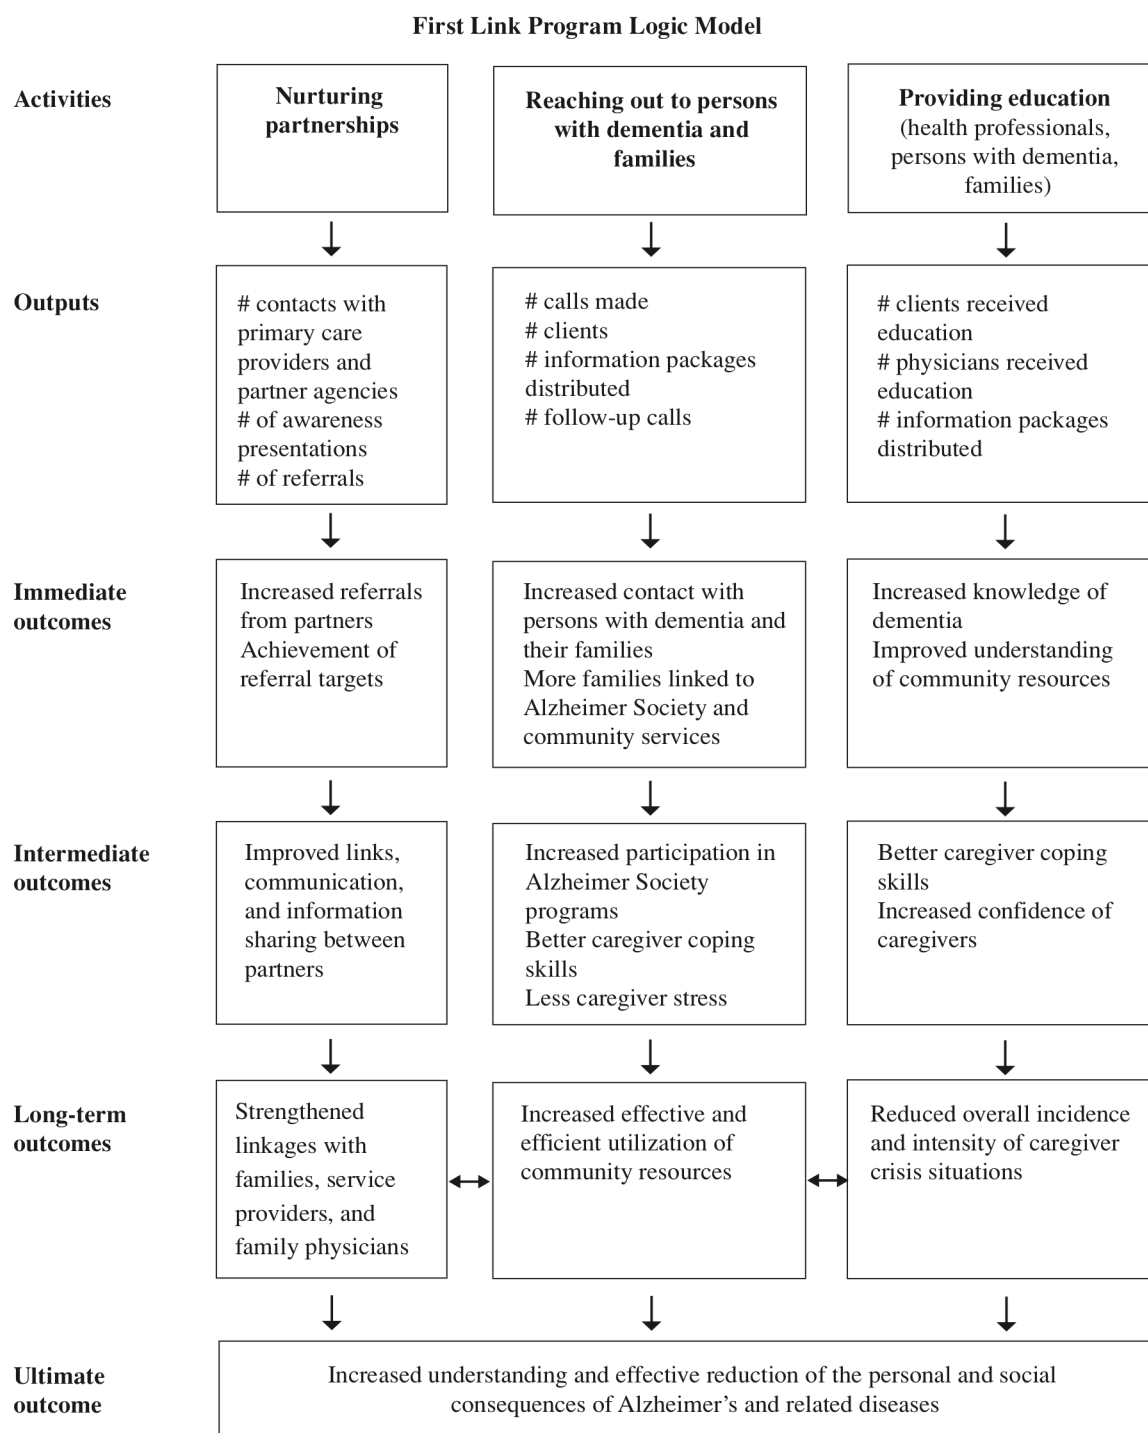 First Link Program Logic Model
Activities
Nurturing
partnerships
Reaching out to persons
with dementia and
families
Providing education
(health professionals,
persons with dementia,
families)
Outputs
# contacts with
primary care
providers and
partner agencies
# of awareness
presentations
# of referrals
# calls made
# clients
# information packages
distributed
# follow-up calls
# clients received
education
# physicians received
education
# information packages
distributed
Immediate
outcomes
Increased referrals
from partners
Achievement of
referral targets
Increased contact with
persons with dementia and
their families
More families linked to
Alzheimer Society and
community services
Increased knowledge of
dementia
Improved understanding
of community resources
Intermediate
outcomes
Improved links,
communication,
and information
sharing between
partners
Increased participation in
Alzheimer Society
programs
Better caregiver coping
skills
Less caregiver stress
Better caregiver coping
skills
Increased confidence of
caregivers
Long-term
outcomes
Strengthened
linkages with
families, service
providers, and
family physicians
Increased effective and
efficient utilization of
community resources
Reduced overall incidence
and intensity of caregiver
crisis situations
Ultimate
outcome
Increased understanding and effective reduction of the personal and social
consequences of Alzheimer’s and related diseases